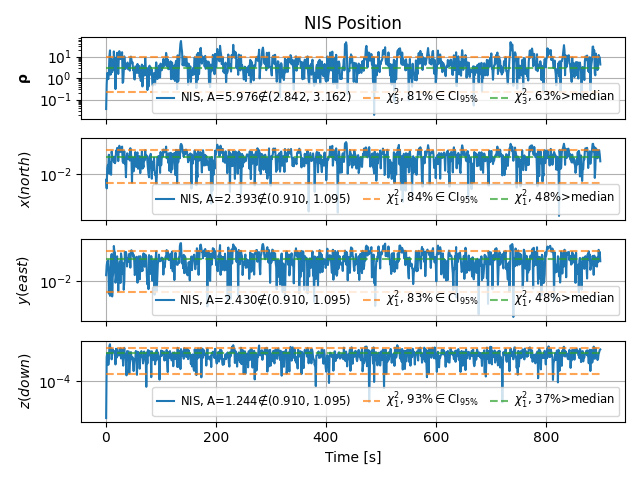 NIS Position
10¹
10⁰
10⁻¹
ρ
NIS, A=5.976∉(2.842, 3.162) χ²₃, 81% ∈ CI₉₅% χ²₃, 63%>median
10⁻²
x(north)
NIS, A=2.393∉(0.910, 1.095) χ²₁, 84% ∈ CI₉₅% χ²₁, 48%>median
10⁻²
y(east)
NIS, A=2.430∉(0.910, 1.095) χ²₁, 83% ∈ CI₉₅% χ²₁, 48%>median
10⁻⁴
z(down)
NIS, A=1.244∉(0.910, 1.095) χ²₁, 93% ∈ CI₉₅% χ²₁, 37%>median
0 200 400 600 800
Time [s]